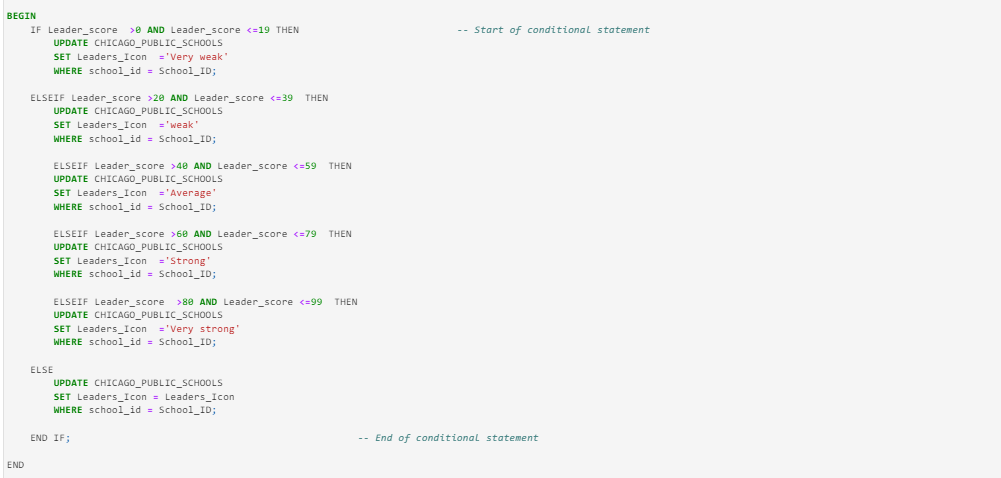 BEGIN
IF Leader_score >0 AND Leader_score <=19 THEN -- Start of conditional statement
UPDATE CHICAGO_PUBLIC_SCHOOLS
SET Leaders_Icon ='Very weak'
WHERE school_id = School_ID;
ELSEIF Leader_score >20 AND Leader_score <=39 THEN
UPDATE CHICAGO_PUBLIC_SCHOOLS
SET Leaders_Icon ='weak'
WHERE school_id = School_ID;
ELSEIF Leader_score >40 AND Leader_score <=59 THEN
UPDATE CHICAGO_PUBLIC_SCHOOLS
SET Leaders_Icon ='Average'
WHERE school_id = School_ID;
ELSEIF Leader_score >60 AND Leader_score <=79 THEN
UPDATE CHICAGO_PUBLIC_SCHOOLS
SET Leaders_Icon ='Strong'
WHERE school_id = School_ID;
ELSEIF Leader_score >80 AND Leader_score <=99 THEN
UPDATE CHICAGO_PUBLIC_SCHOOLS
SET Leaders_Icon ='Very strong'
WHERE school_id = School_ID;
ELSE
UPDATE CHICAGO_PUBLIC_SCHOOLS
SET Leaders_Icon = Leaders_Icon
WHERE school_id = School_ID;
END IF; -- End of conditional statement
END